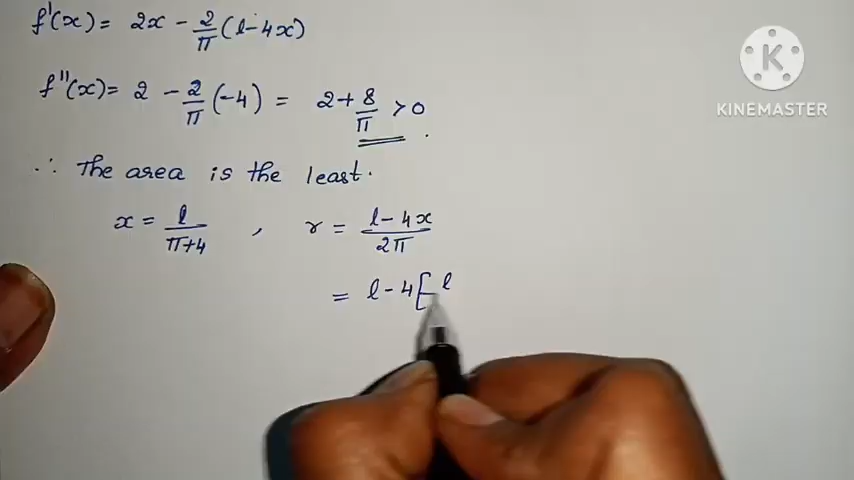 f'(x) = 2x - 2/π (l - 4x)
KINEMASTER
f''(x) = 2 - 2/π (-4) = 2 + 8/π > 0 .
∴ The area is the least.
x = l/π+4 , r = l - 4x/2π
= l - 4[ l